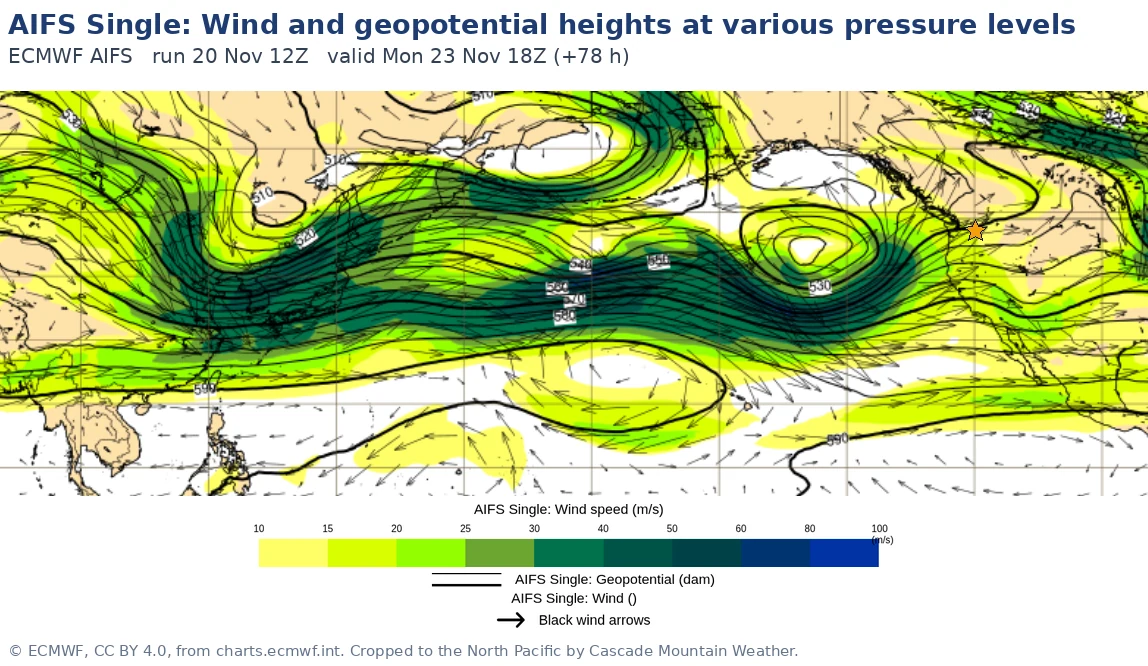 AIFS Single: Wind and geopotential heights at various pressure levels
ECMWF AIFS run 20 Nov 12Z valid Mon 23 Nov 18Z (+78 h)
510
530
530
510
510
520
540
550
560
570
580
530
590
590
AIFS Single: Wind speed (m/s)
10 15 20 25 30 40 50 60 80 100
(m/s)
AIFS Single: Geopotential (dam)
AIFS Single: Wind ()
Black wind arrows
© ECMWF, CC BY 4.0, from charts.ecmwf.int. Cropped to the North Pacific by Cascade Mountain Weather.